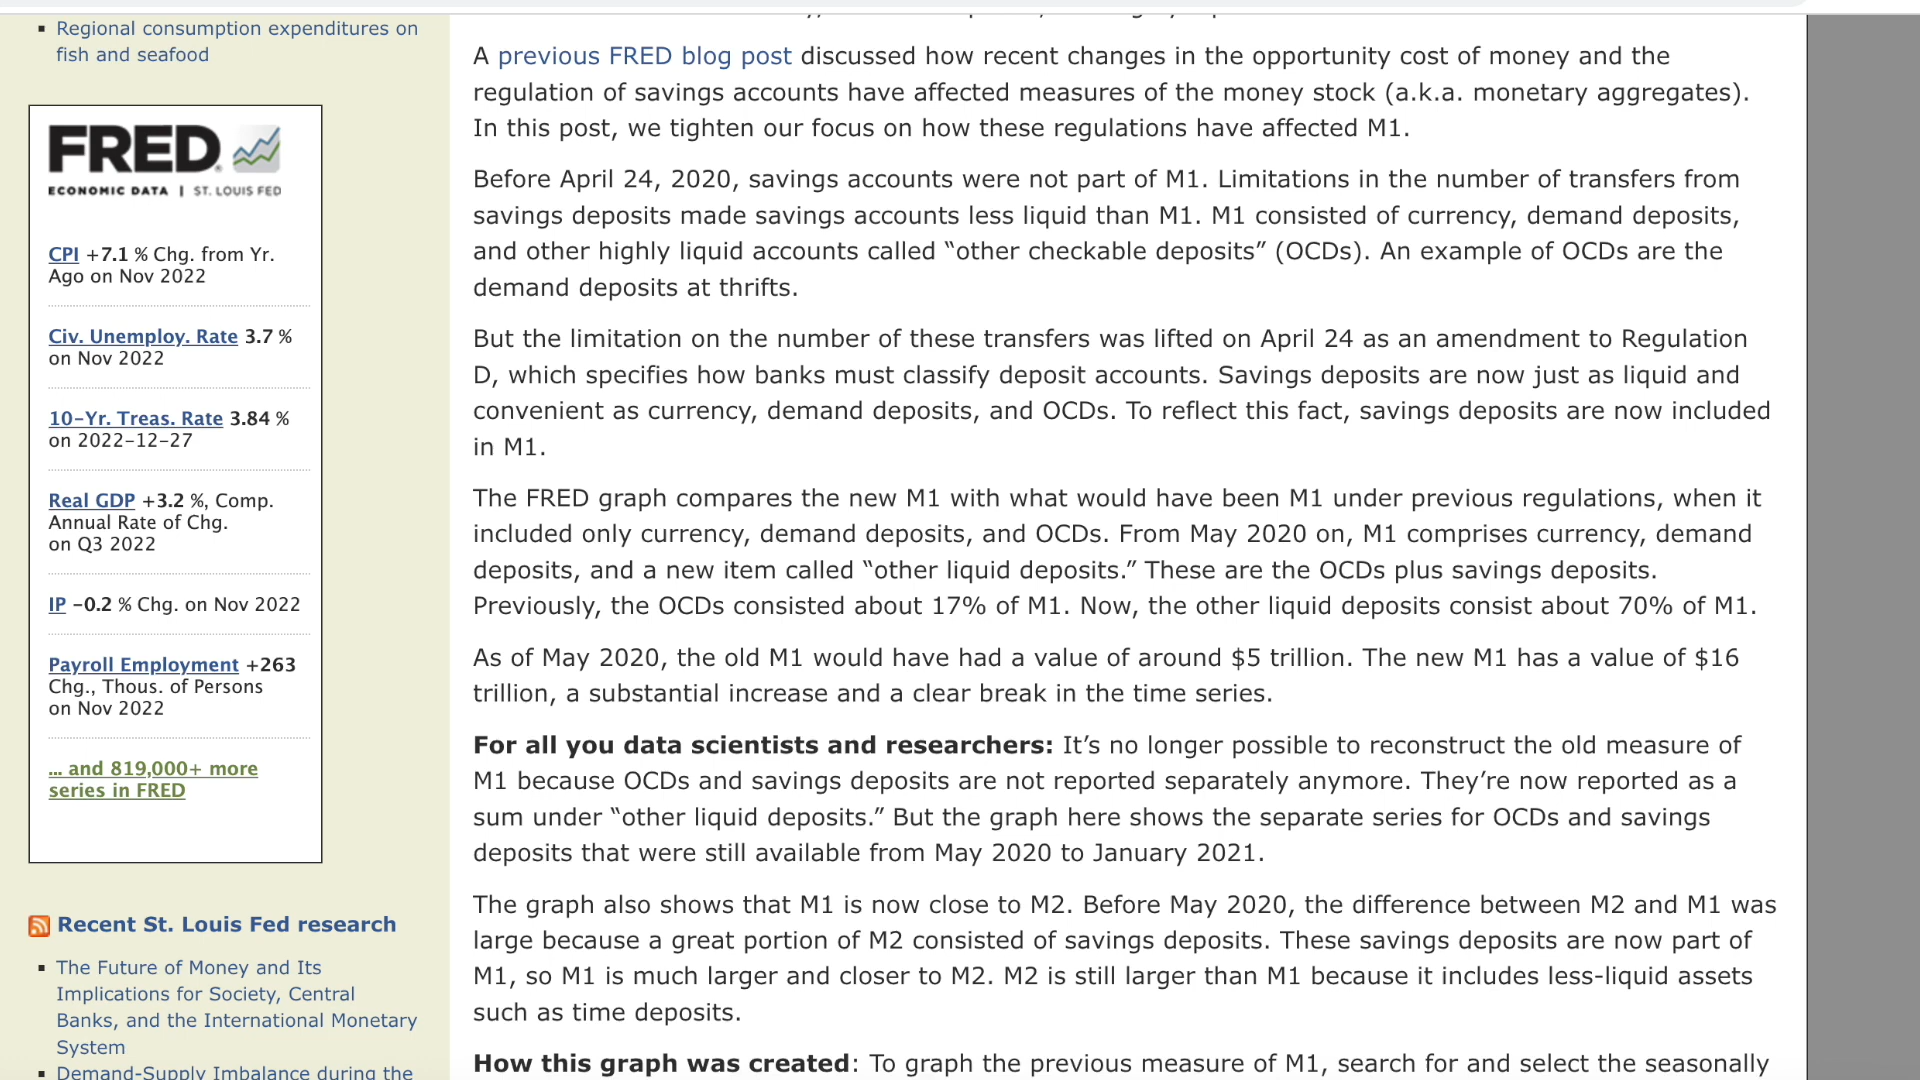 Regional consumption expenditures on
fish and seafood
FRED
ECONOMIC DATA | ST. LOUIS FED
CPI +7.1 % Chg. from Yr.
Ago on Nov 2022
Civ. Unemploy. Rate 3.7 %
on Nov 2022
10-Yr. Treas. Rate 3.84 %
on 2022-12-27
Real GDP +3.2 %, Comp.
Annual Rate of Chg.
on Q3 2022
IP -0.2 % Chg. on Nov 2022
Payroll Employment +263
Chg., Thous. of Persons
on Nov 2022
... and 819,000+ more
series in FRED
Recent St. Louis Fed research
The Future of Money and Its
Implications for Society, Central
Banks, and the International Monetary
System
Demand-Supply Imbalance during the
A previous FRED blog post discussed how recent changes in the opportunity cost of money and the
regulation of savings accounts have affected measures of the money stock (a.k.a. monetary aggregates).
In this post, we tighten our focus on how these regulations have affected M1.
Before April 24, 2020, savings accounts were not part of M1. Limitations in the number of transfers from
savings deposits made savings accounts less liquid than M1. M1 consisted of currency, demand deposits,
and other highly liquid accounts called “other checkable deposits” (OCDs). An example of OCDs are the
demand deposits at thrifts.
But the limitation on the number of these transfers was lifted on April 24 as an amendment to Regulation
D, which specifies how banks must classify deposit accounts. Savings deposits are now just as liquid and
convenient as currency, demand deposits, and OCDs. To reflect this fact, savings deposits are now included
in M1.
The FRED graph compares the new M1 with what would have been M1 under previous regulations, when it
included only currency, demand deposits, and OCDs. From May 2020 on, M1 comprises currency, demand
deposits, and a new item called “other liquid deposits.” These are the OCDs plus savings deposits.
Previously, the OCDs consisted about 17% of M1. Now, the other liquid deposits consist about 70% of M1.
As of May 2020, the old M1 would have had a value of around $5 trillion. The new M1 has a value of $16
trillion, a substantial increase and a clear break in the time series.
For all you data scientists and researchers: It’s no longer possible to reconstruct the old measure of
M1 because OCDs and savings deposits are not reported separately anymore. They’re now reported as a
sum under “other liquid deposits.” But the graph here shows the separate series for OCDs and savings
deposits that were still available from May 2020 to January 2021.
The graph also shows that M1 is now close to M2. Before May 2020, the difference between M2 and M1 was
large because a great portion of M2 consisted of savings deposits. These savings deposits are now part of
M1, so M1 is much larger and closer to M2. M2 is still larger than M1 because it includes less-liquid assets
such as time deposits.
How this graph was created: To graph the previous measure of M1, search for and select the seasonally